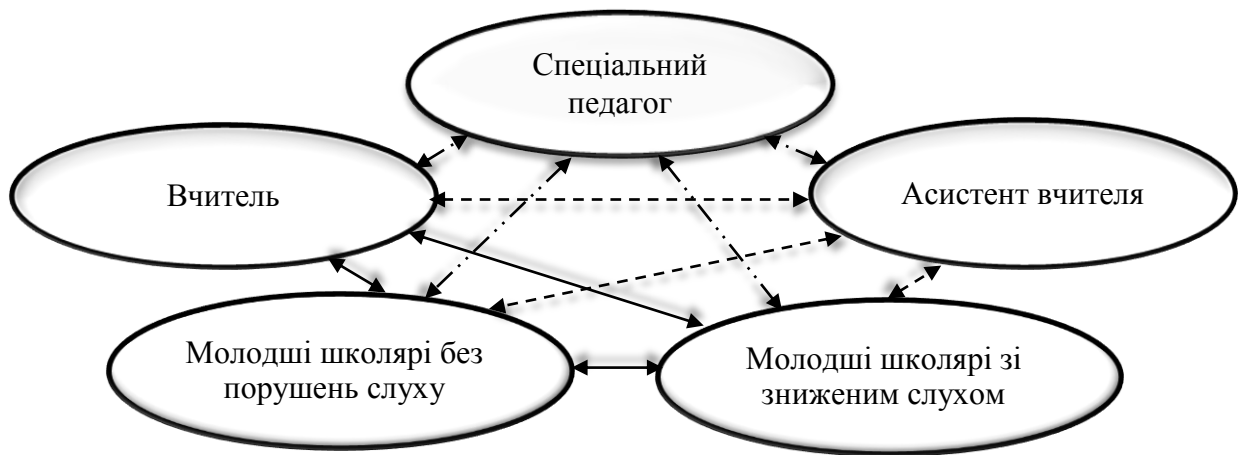 Спеціальний
педагог
Вчитель
Асистент вчителя
Молодші школярі без
порушень слуху
Молодші школярі зі
зниженим слухом